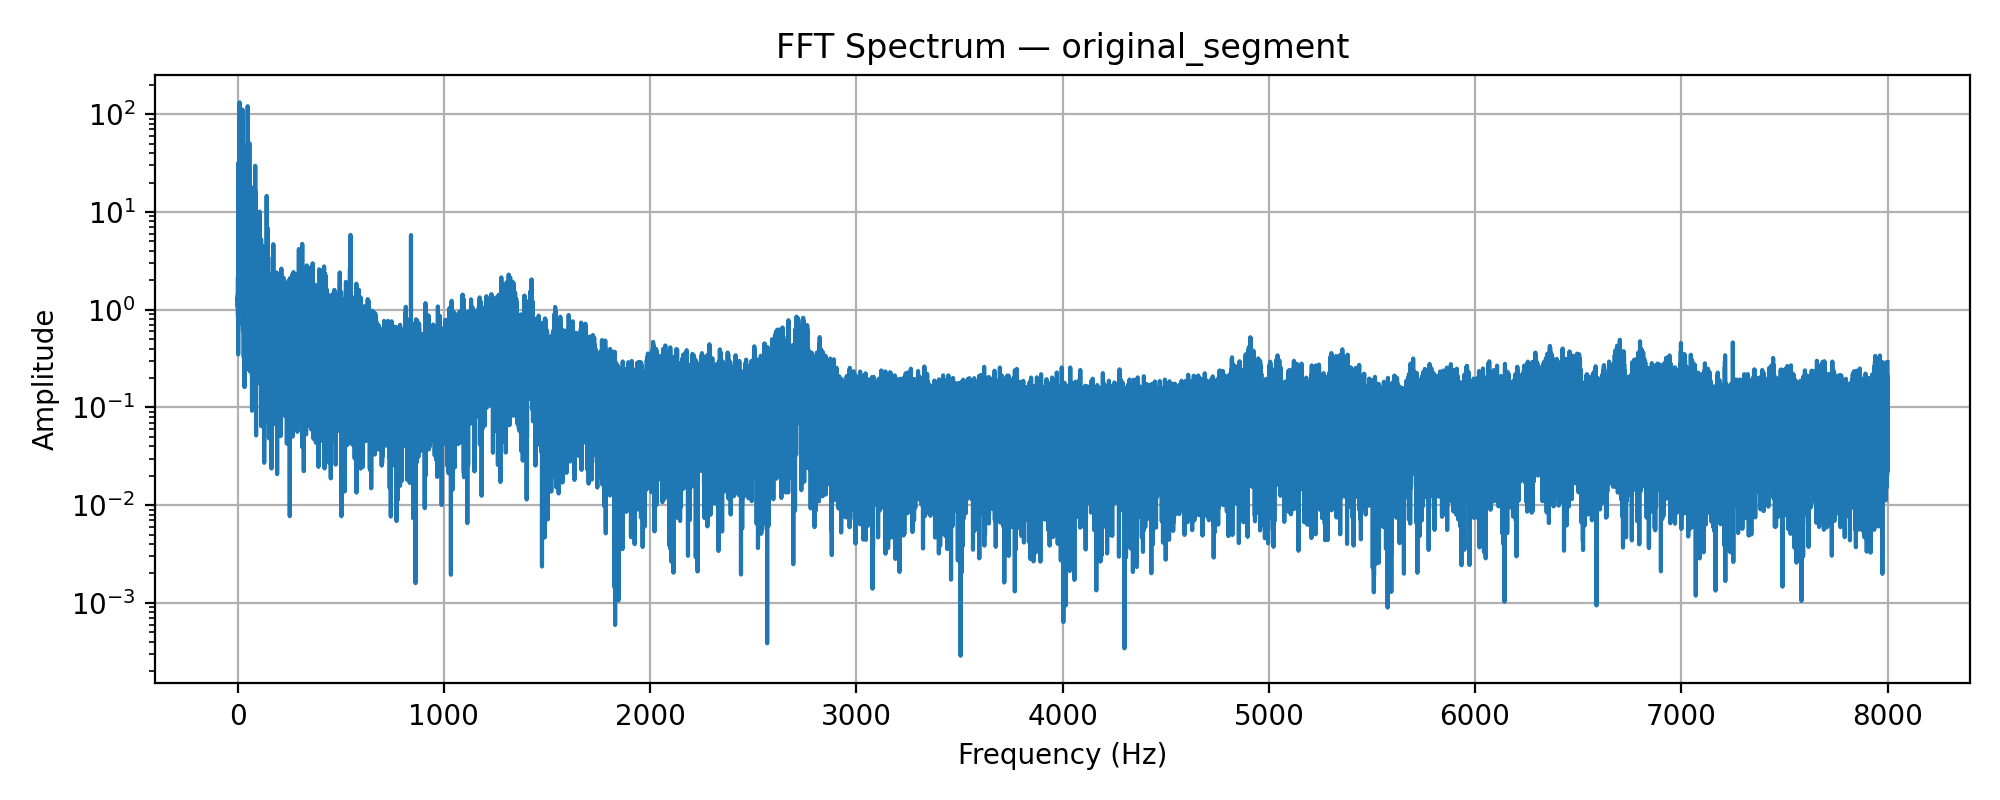 FFT Spectrum — original_segment
Amplitude
10²
10¹
10⁰
10⁻¹
10⁻²
10⁻³
0 1000 2000 3000 4000 5000 6000 7000 8000
Frequency (Hz)